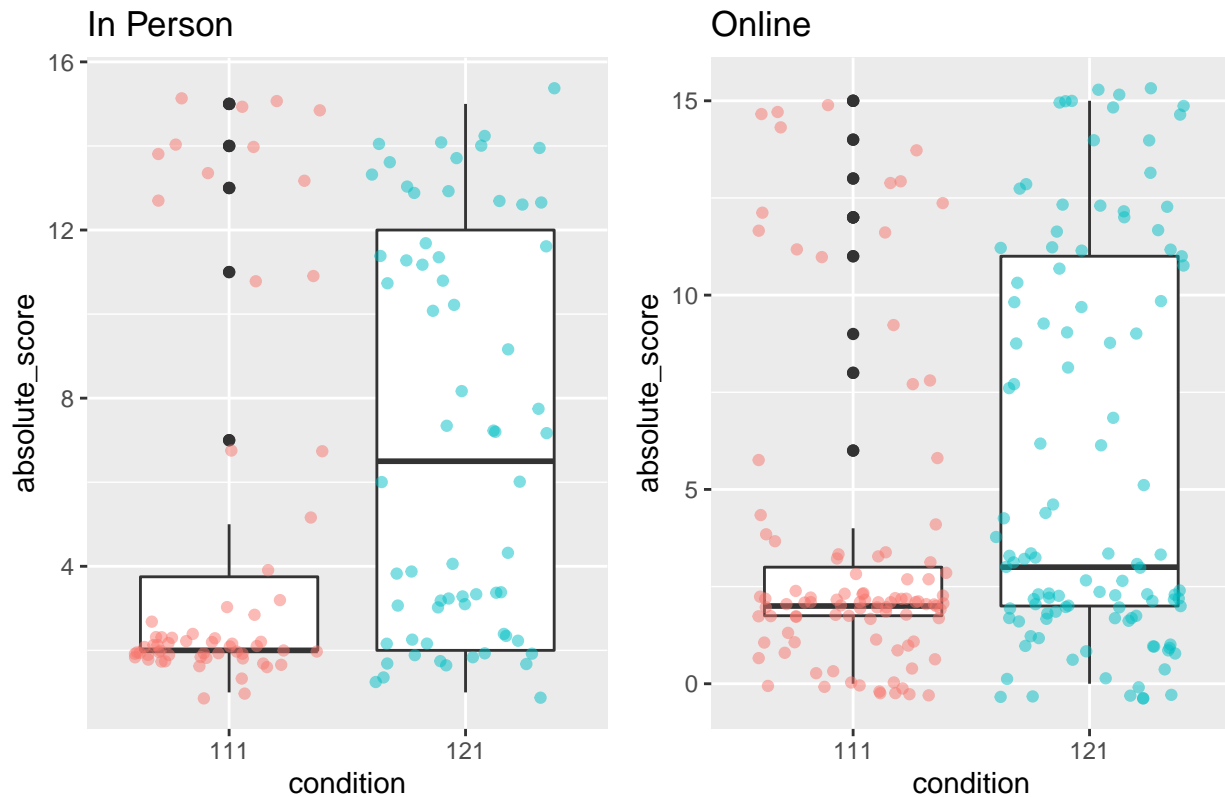 In Person
absolute_score
16
12
8
4
111
121
condition
Online
absolute_score
15
10
5
0
111
121
condition